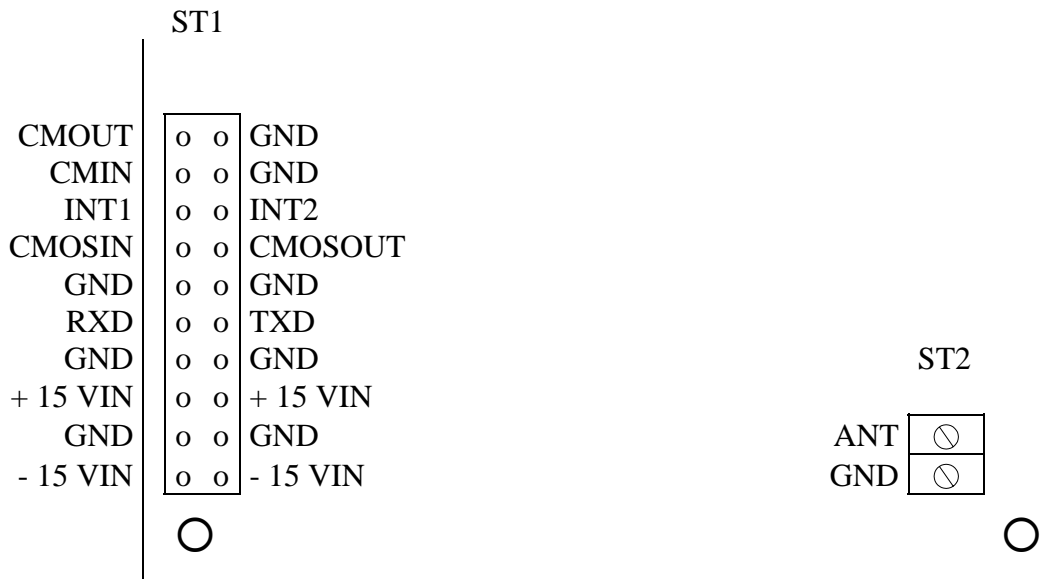 ST1
CMOUT o o GND
CMIN o o GND
INT1 o o INT2
CMOSIN o o CMOSOUT
GND o o GND
RXD o o TXD
GND o o GND
ST2
+ 15 VIN o o + 15 VIN
GND o o GND
ANT
- 15 VIN o o - 15 VIN
GND